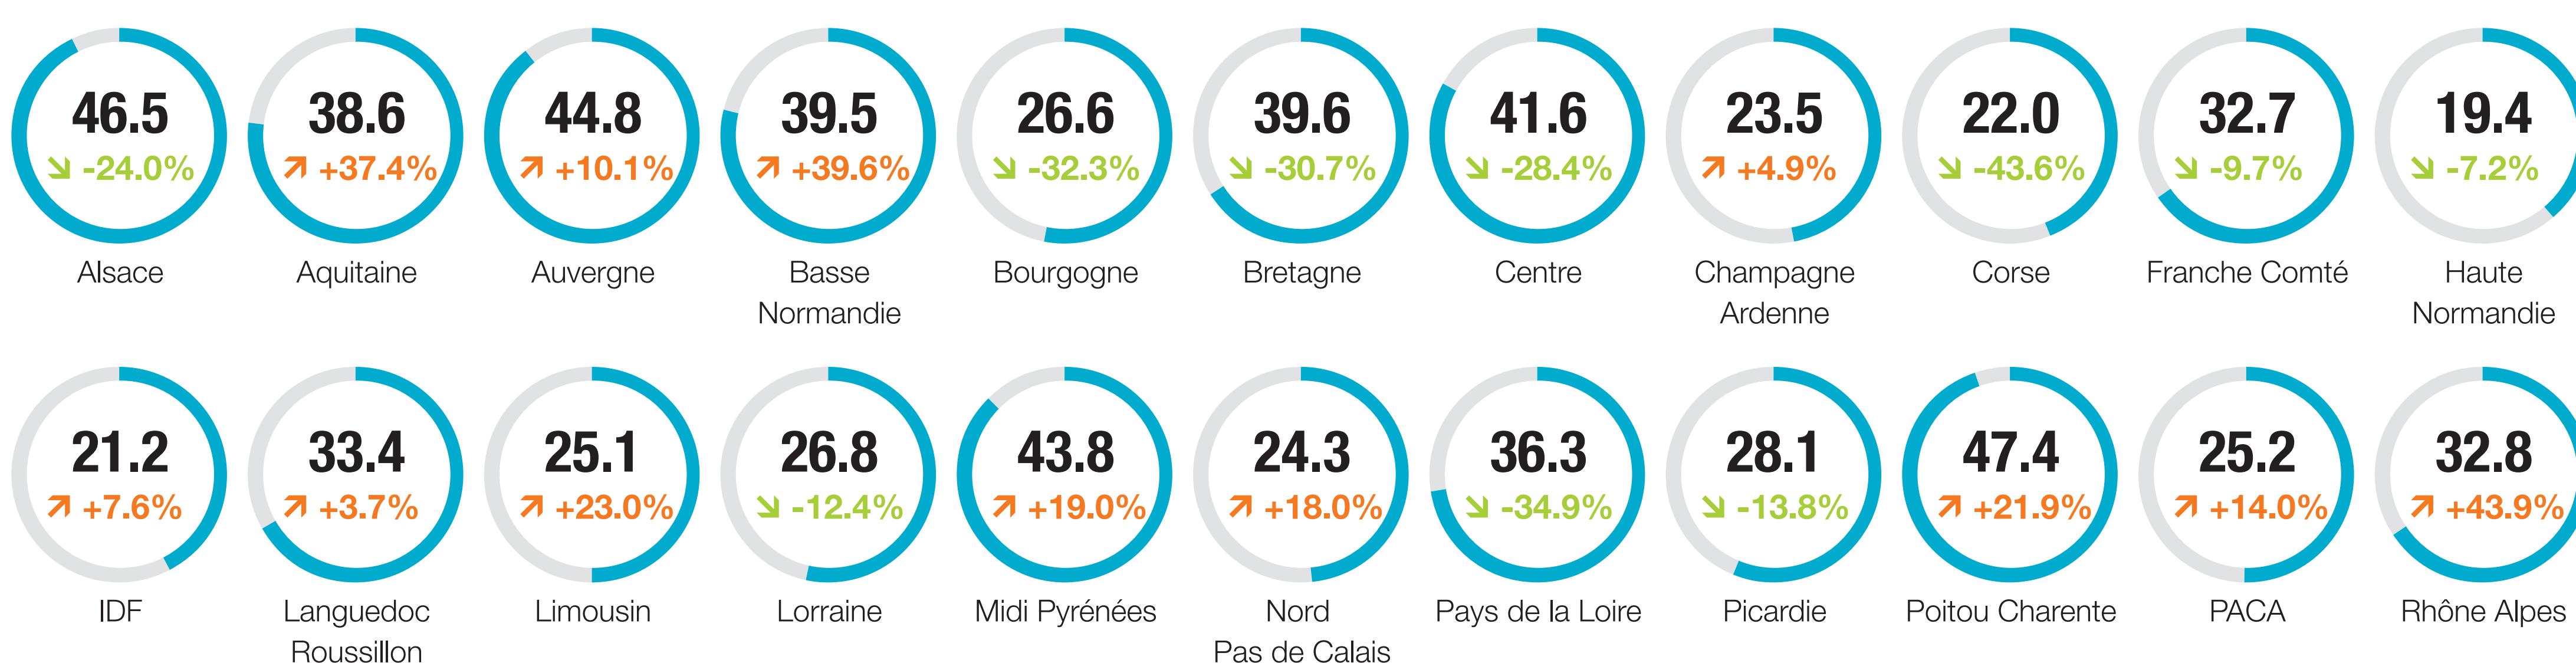 46.5
↘ -24.0%
Alsace
38.6
↗ +37.4%
Aquitaine
44.8
↗ +10.1%
Auvergne
39.5
↗ +39.6%
Basse
Normandie
26.6
↘ -32.3%
Bourgogne
39.6
↘ -30.7%
Bretagne
41.6
↘ -28.4%
Centre
23.5
↗ +4.9%
Champagne
Ardenne
22.0
↘ -43.6%
Corse
32.7
↘ -9.7%
Franche Comté
19.4
↘ -7.2%
Haute
Normandie
21.2
↗ +7.6%
IDF
33.4
↗ +3.7%
Languedoc
Roussillon
25.1
↗ +23.0%
Limousin
26.8
↘ -12.4%
Lorraine
43.8
↗ +19.0%
Midi Pyrénées
24.3
↗ +18.0%
Nord
Pas de Calais
36.3
↘ -34.9%
Pays de la Loire
28.1
↘ -13.8%
Picardie
47.4
↗ +21.9%
Poitou Charente
25.2
↗ +14.0%
PACA
32.8
↗ +43.9%
Rhône Alpes